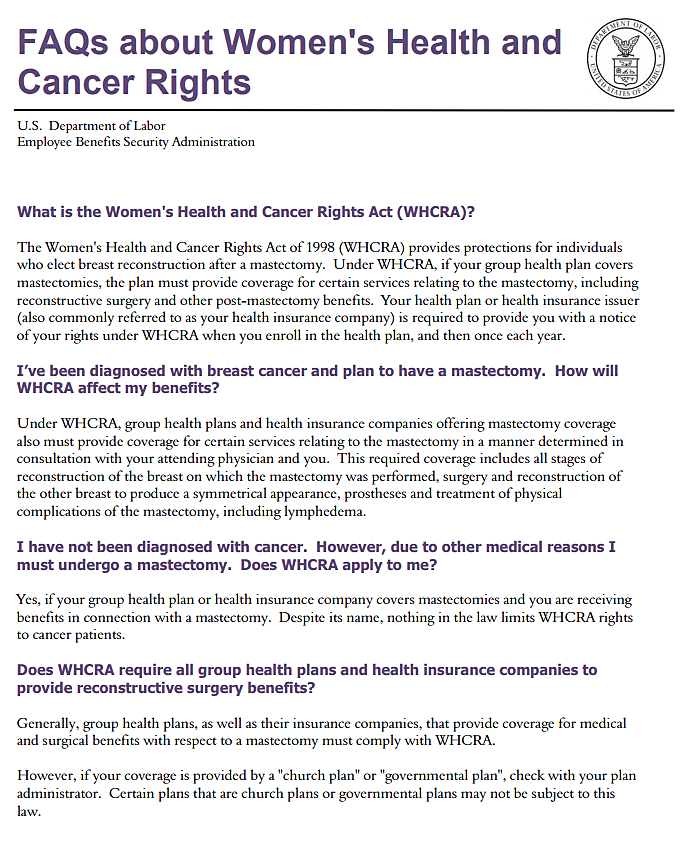 FAQs about Women's Health and
Cancer Rights
DEPARTMENT OF LABOR
UNITED STATES OF AMERICA
U.S.  Department of Labor
Employee Benefits Security Administration
What is the Women's Health and Cancer Rights Act (WHCRA)?
The Women's Health and Cancer Rights Act of 1998 (WHCRA) provides protections for individuals
who elect breast reconstruction after a mastectomy.  Under WHCRA, if your group health plan covers
mastectomies, the plan must provide coverage for certain services relating to the mastectomy, including
reconstructive surgery and other post-mastectomy benefits.  Your health plan or health insurance issuer
(also commonly referred to as your health insurance company) is required to provide you with a notice
of your rights under WHCRA when you enroll in the health plan, and then once each year.
I’ve been diagnosed with breast cancer and plan to have a mastectomy.  How will
WHCRA affect my benefits?
Under WHCRA, group health plans and health insurance companies offering mastectomy coverage
also must provide coverage for certain services relating to the mastectomy in a manner determined in
consultation with your attending physician and you.  This required coverage includes all stages of
reconstruction of the breast on which the mastectomy was performed, surgery and reconstruction of
the other breast to produce a symmetrical appearance, prostheses and treatment of physical
complications of the mastectomy, including lymphedema.
I have not been diagnosed with cancer.  However, due to other medical reasons I
must undergo a mastectomy.  Does WHCRA apply to me?
Yes, if your group health plan or health insurance company covers mastectomies and you are receiving
benefits in connection with a mastectomy.  Despite its name, nothing in the law limits WHCRA rights
to cancer patients.
Does WHCRA require all group health plans and health insurance companies to
provide reconstructive surgery benefits?
Generally, group health plans, as well as their insurance companies, that provide coverage for medical
and surgical benefits with respect to a mastectomy must comply with WHCRA.
However, if your coverage is provided by a "church plan" or "governmental plan", check with your plan
administrator.  Certain plans that are church plans or governmental plans may not be subject to this
law.